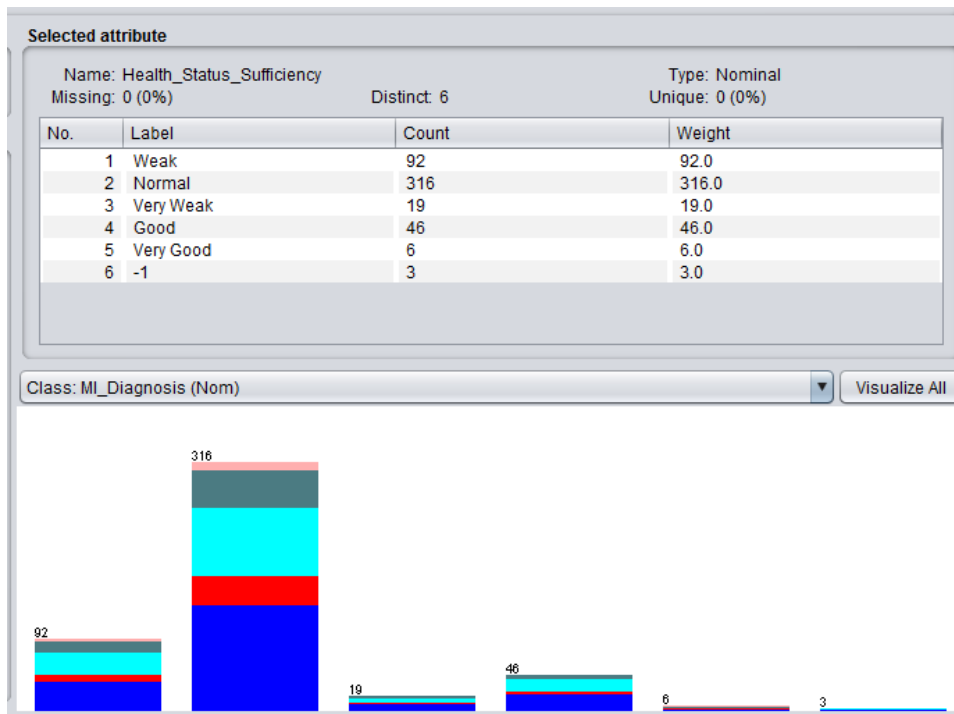 Selected attribute
Name: Health_Status_Sufficiency Type: Nominal
Missing: 0 (0%) Distinct: 6 Unique: 0 (0%)
No. Label Count Weight
1 Weak 92 92.0
2 Normal 316 316.0
3 Very Weak 19 19.0
4 Good 46 46.0
5 Very Good 6 6.0
6 -1 3 3.0
Class: MI_Diagnosis (Nom) Visualize All
316
92
19
46
6
3